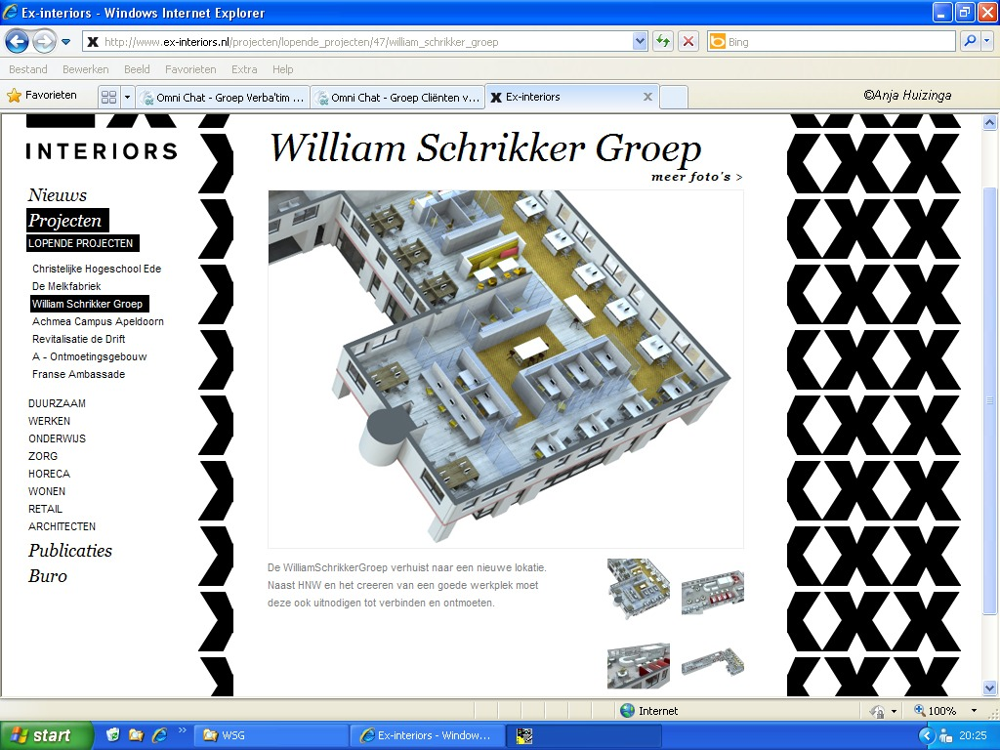 Ex-interiors - Windows Internet Explorer
http://www.ex-interiors.nl/projecten/lopende_projecten/47/william_schrikker_groep
Bing
Bestand Bewerken Beeld Favorieten Extra Help
Favorieten
Omni Chat - Groep Verba'tim ...
Omni Chat - Groep Cliënten v...
Ex-interiors
©Anja Huizinga
INTERIORS
Nieuws
Projecten
LOPENDE PROJECTEN
Christelijke Hogeschool Ede
De Melkfabriek
William Schrikker Groep
Achmea Campus Apeldoorn
Revitalisatie de Drift
A - Ontmoetingsgebouw
Franse Ambassade
DUURZAAM
WERKEN
ONDERWIJS
ZORG
HORECA
WONEN
RETAIL
ARCHITECTEN
Publicaties
Buro
William Schrikker Groep
meer foto's >
De WilliamSchrikkerGroep verhuist naar een nieuwe lokatie.
Naast HNW en het creeren van een goede werkplek moet
deze ook uitnodigen tot verbinden en ontmoeten.
Internet
100%
start
WSG
Ex-interiors - Window...
20:25